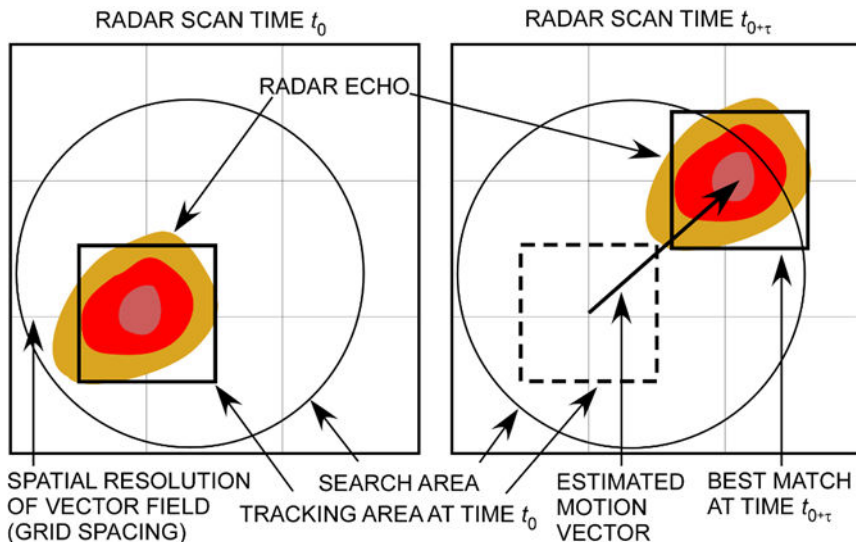 RADAR SCAN TIME t₀
RADAR SCAN TIME t₀₊τ
RADAR ECHO
SPATIAL RESOLUTION
OF VECTOR FIELD
(GRID SPACING)
SEARCH AREA
TRACKING AREA AT TIME t₀
ESTIMATED
MOTION
VECTOR
BEST MATCH
AT TIME t₀₊τ